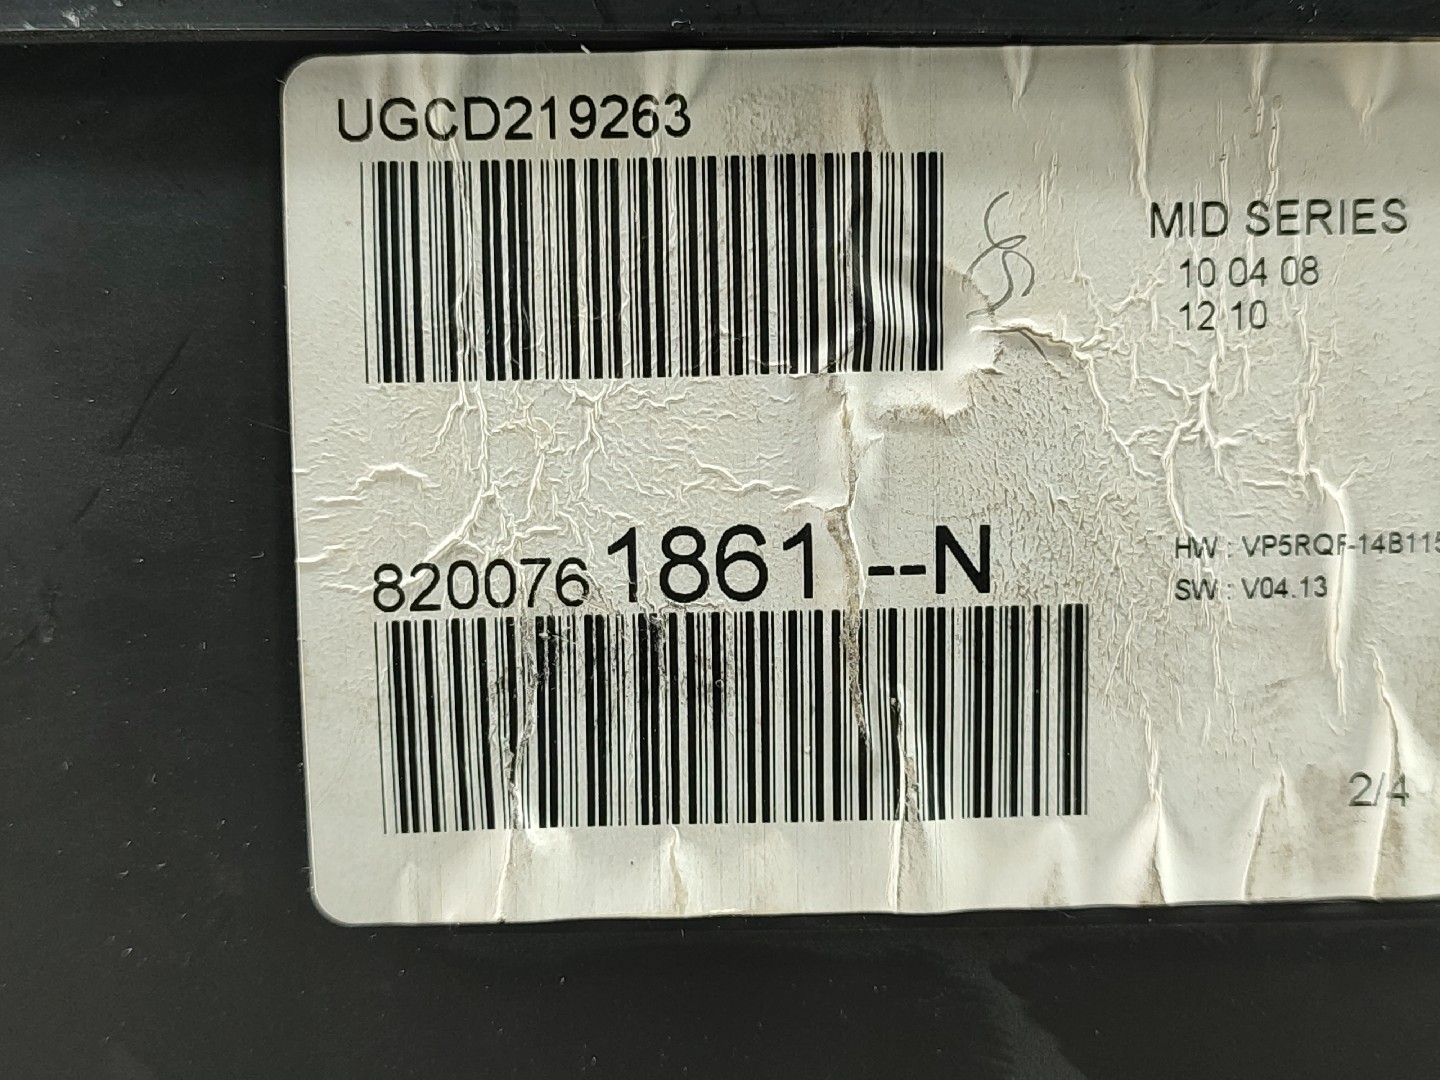 UGCD219263
MID SERIES
10 04 08
12 10
8200761861 --N
HW : VP5RQF-14B115
SW : V04.13
2/4